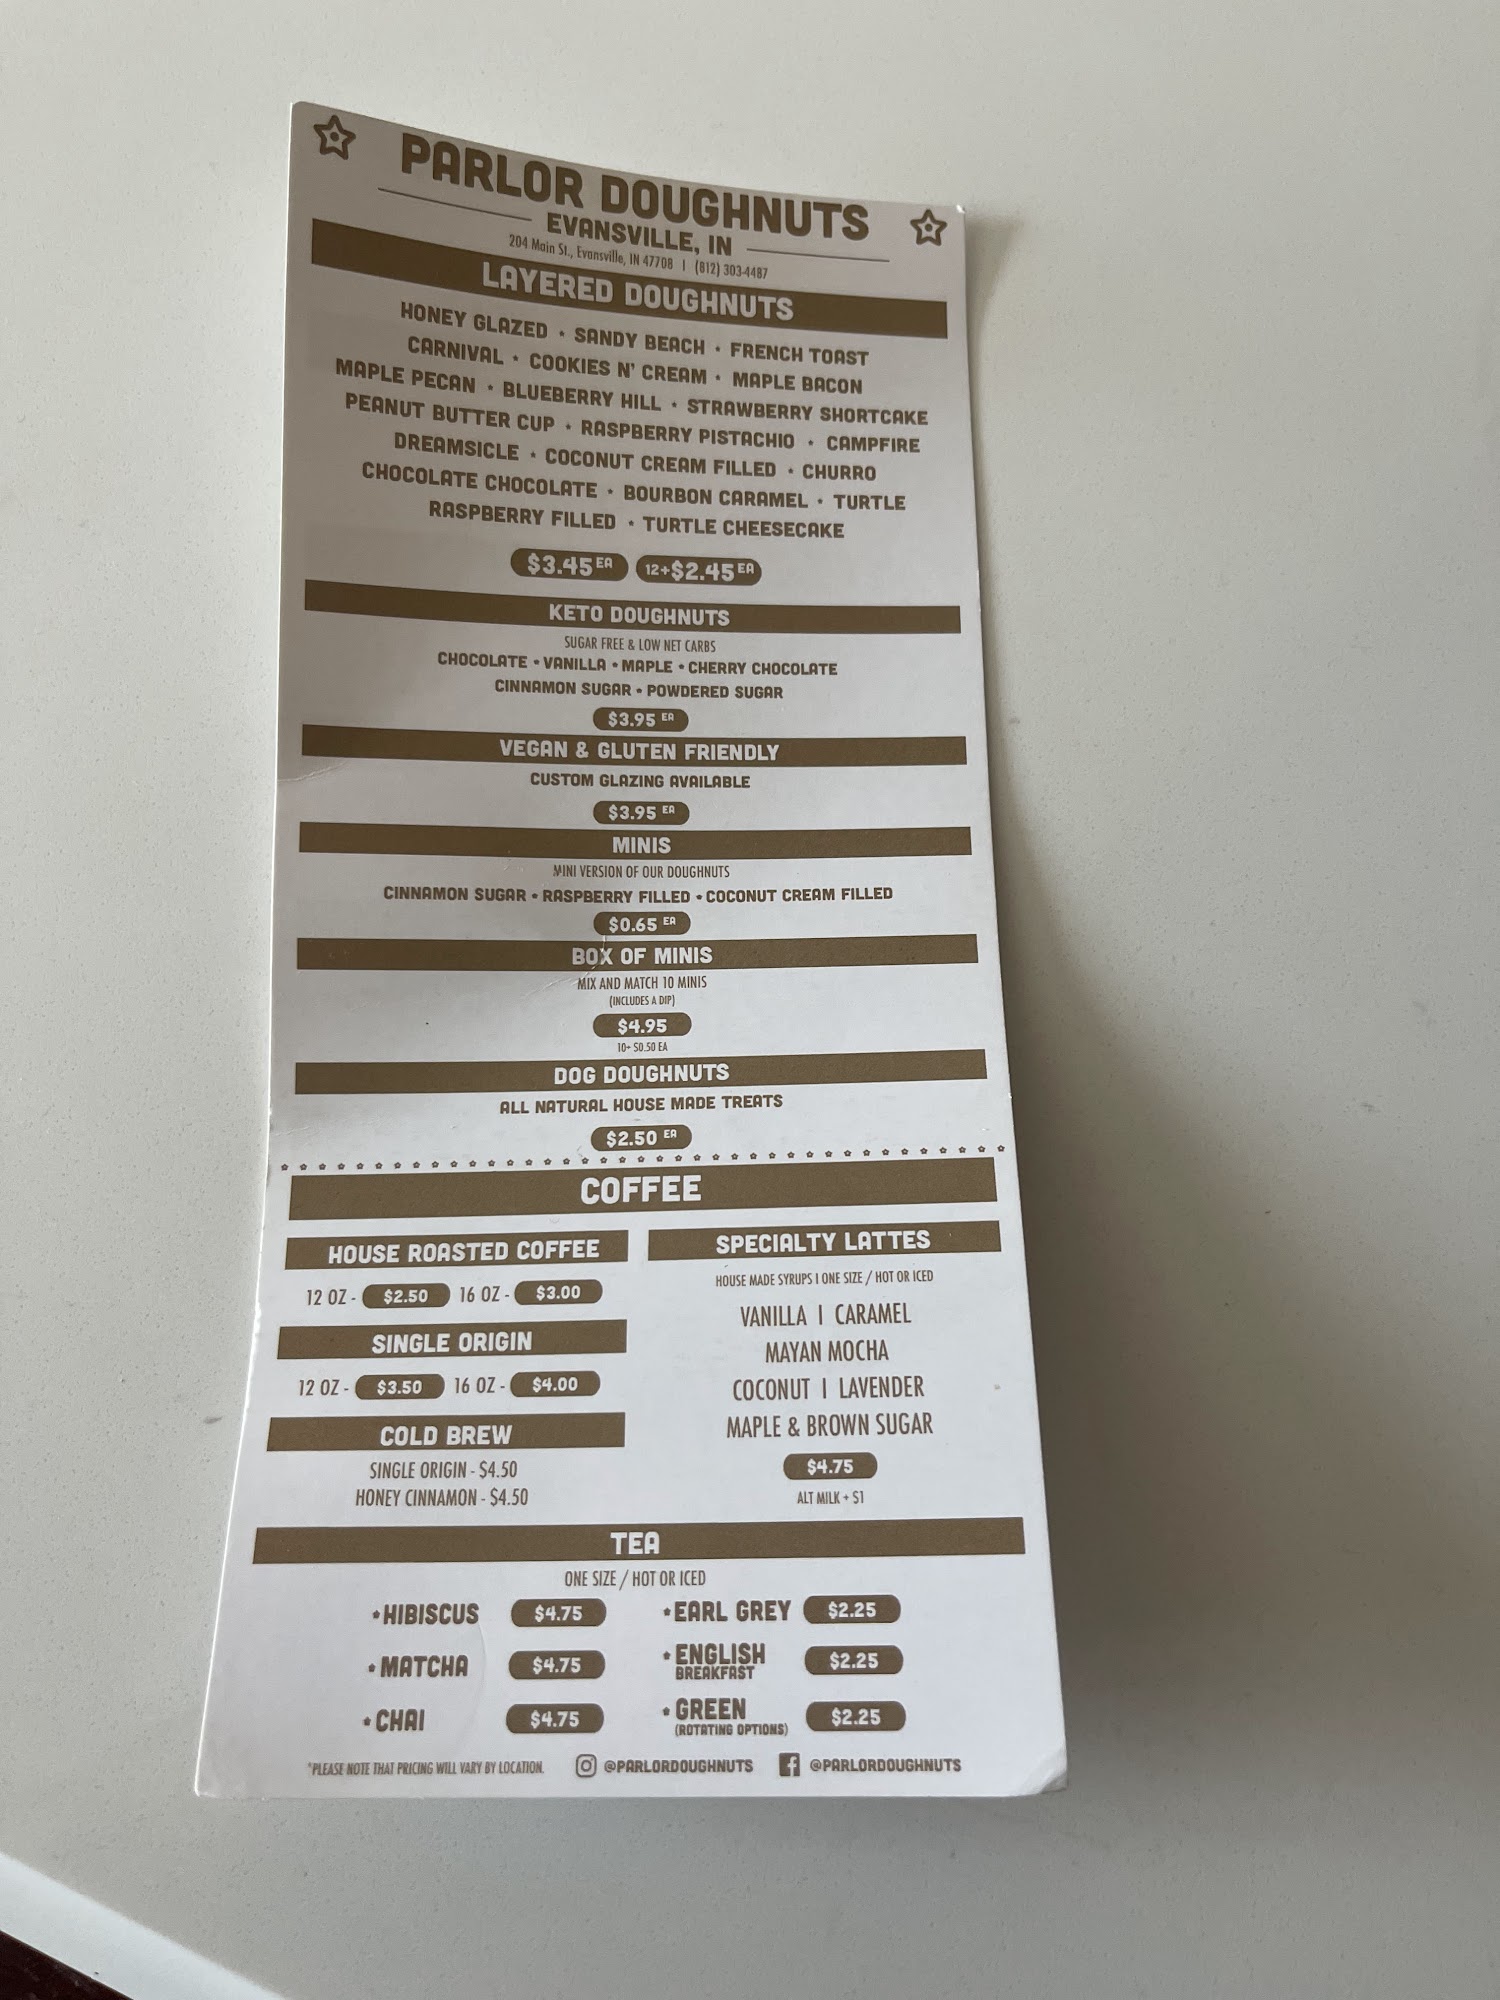 PARLOR DOUGHNUTS
EVANSVILLE, IN
204 Main St., Evansville, IN 47708 | (812) 303-4487
LAYERED DOUGHNUTS
HONEY GLAZED • SANDY BEACH • FRENCH TOAST
CARNIVAL • COOKIES N' CREAM • MAPLE BACON
MAPLE PECAN • BLUEBERRY HILL • STRAWBERRY SHORTCAKE
PEANUT BUTTER CUP • RASPBERRY PISTACHIO • CAMPFIRE
DREAMSICLE • COCONUT CREAM FILLED • CHURRO
CHOCOLATE CHOCOLATE • BOURBON CARAMEL • TURTLE
RASPBERRY FILLED • TURTLE CHEESECAKE
$3.45 EA 12+$2.45 EA
KETO DOUGHNUTS
SUGAR FREE & LOW NET CARBS
CHOCOLATE • VANILLA • MAPLE • CHERRY CHOCOLATE
CINNAMON SUGAR • POWDERED SUGAR
$3.95 EA
VEGAN & GLUTEN FRIENDLY
CUSTOM GLAZING AVAILABLE
$3.95 EA
MINIS
MINI VERSION OF OUR DOUGHNUTS
CINNAMON SUGAR • RASPBERRY FILLED • COCONUT CREAM FILLED
$0.65 EA
BOX OF MINIS
MIX AND MATCH 10 MINIS
(INCLUDES A DIP)
$4.95
10+ $0.50 EA
DOG DOUGHNUTS
ALL NATURAL HOUSE MADE TREATS
$2.50 EA
COFFEE
HOUSE ROASTED COFFEE
12 OZ - $2.50 16 OZ - $3.00
SINGLE ORIGIN
12 OZ - $3.50 16 OZ - $4.00
COLD BREW
SINGLE ORIGIN - $4.50
HONEY CINNAMON - $4.50
SPECIALTY LATTES
HOUSE MADE SYRUPS | ONE SIZE / HOT OR ICED
VANILLA | CARAMEL
MAYAN MOCHA
COCONUT | LAVENDER
MAPLE & BROWN SUGAR
$4.75
ALT MILK + $1
TEA
ONE SIZE / HOT OR ICED
HIBISCUS $4.75
MATCHA $4.75
CHAI $4.75
EARL GREY $2.25
ENGLISH $2.25
BREAKFAST
GREEN $2.25
(ROTATING OPTIONS)
*PLEASE NOTE THAT PRICING WILL VARY BY LOCATION. @PARLORDOUGHNUTS @PARLORDOUGHNUTS